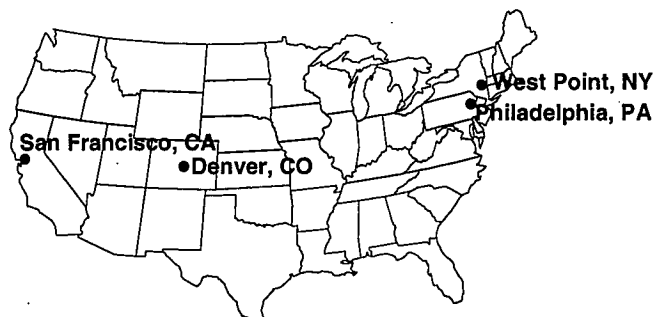 West Point, NY
Philadelphia, PA
San Francisco, CA
Denver, CO